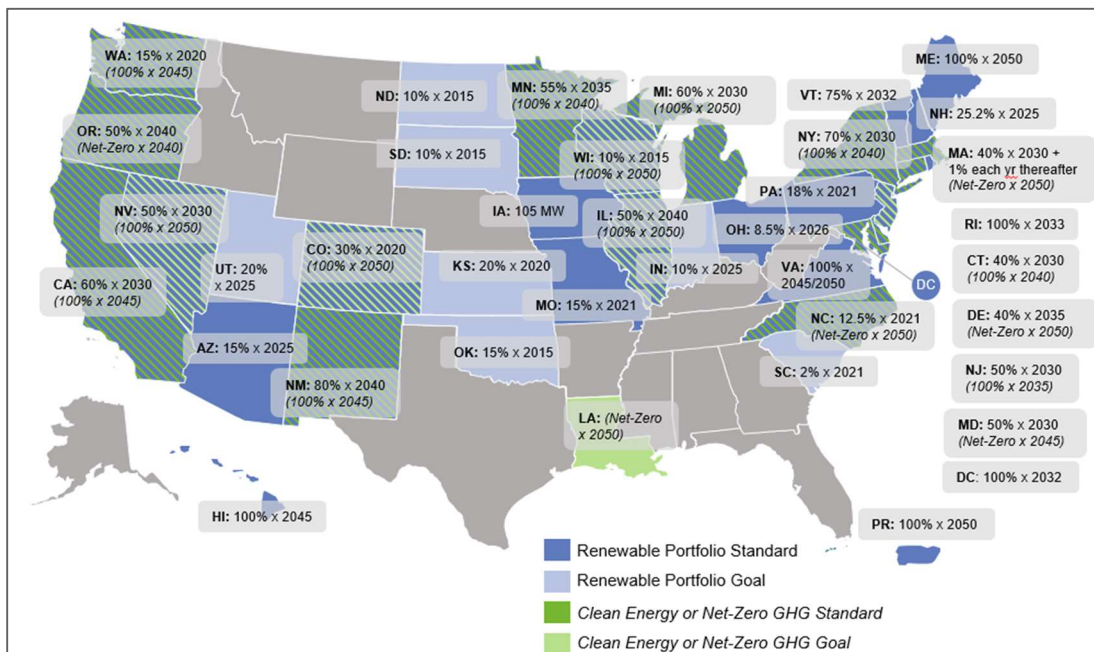 WA: 15% x 2020
(100% x 2045)
OR: 50% x 2040
(Net-Zero x 2040)
NV: 50% x 2030
(100% x 2050)
CA: 60% x 2030
(100% x 2045)
UT: 20%
x 2025
AZ: 15% x 2025
CO: 30% x 2020
(100% x 2050)
NM: 80% x 2040
(100% x 2045)
ND: 10% x 2015
SD: 10% x 2015
KS: 20% x 2020
OK: 15% x 2015
MN: 55% x 2035
(100% x 2040)
IA: 105 MW
MO: 15% x 2021
LA: (Net-Zero
x 2050)
WI: 10% x 2015
(100% x 2050)
IL: 50% x 2040
(100% x 2050)
MI: 60% x 2030
(100% x 2050)
IN: 10% x 2025
OH: 8.5% x 2026
PA: 18% x 2021
VA: 100% x
2045/2050
NC: 12.5% x 2021
(Net-Zero x 2050)
SC: 2% x 2021
ME: 100% x 2050
VT: 75% x 2032
NH: 25.2% x 2025
NY: 70% x 2030
(100% x 2040)
MA: 40% x 2030 +
1% each yr thereafter
(Net-Zero x 2050)
RI: 100% x 2033
CT: 40% x 2030
(100% x 2040)
DC
DE: 40% x 2035
(Net-Zero x 2050)
NJ: 50% x 2030
(100% x 2035)
MD: 50% x 2030
(Net-Zero x 2045)
DC: 100% x 2032
HI: 100% x 2045
PR: 100% x 2050
Renewable Portfolio Standard
Renewable Portfolio Goal
Clean Energy or Net-Zero GHG Standard
Clean Energy or Net-Zero GHG Goal